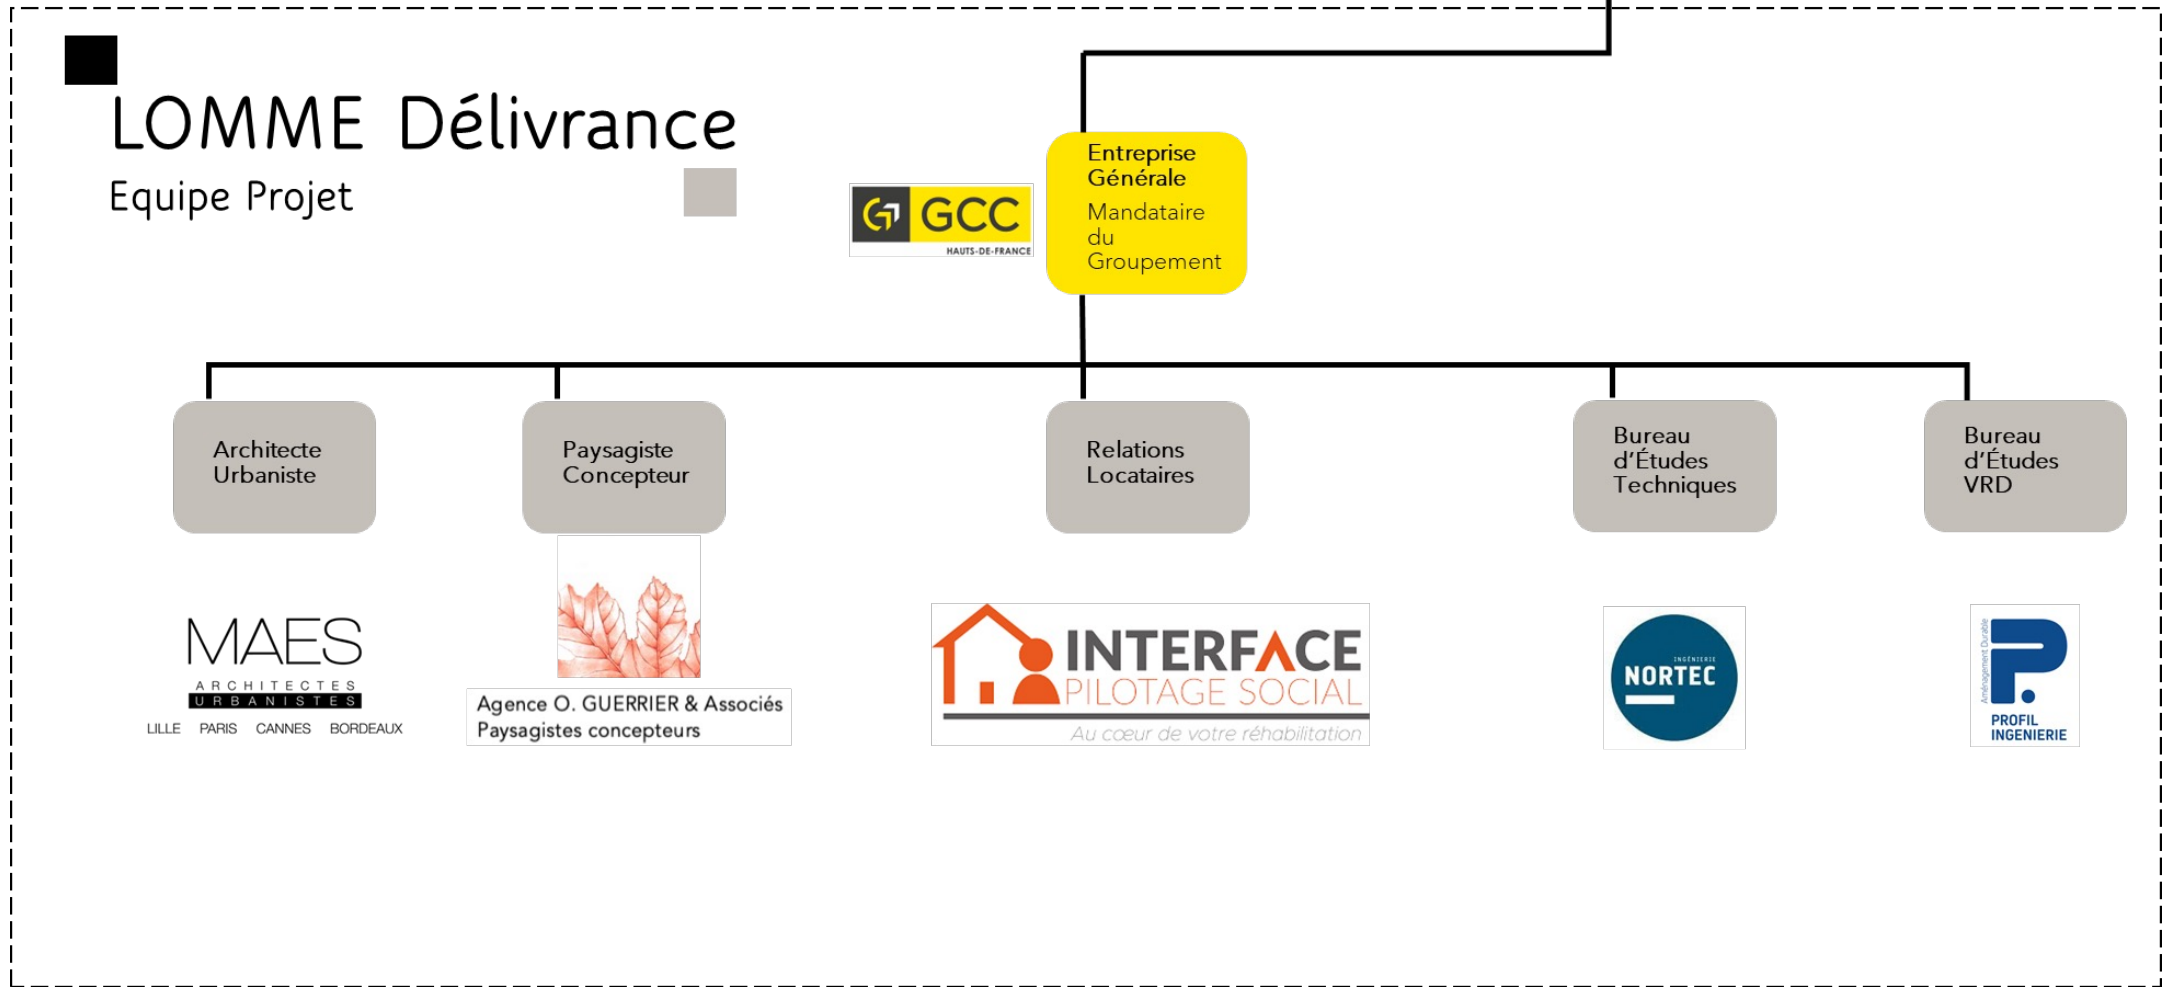 LOMME Délivrance
Equipe Projet
GCC
HAUTS-DE-FRANCE
Entreprise
Générale
Mandataire
du
Groupement
Architecte
Urbaniste
Paysagiste
Concepteur
Relations
Locataires
Bureau
d’Études
Techniques
Bureau
d’Études
VRD
MAES
ARCHITECTES
URBANISTES
LILLE PARIS CANNES BORDEAUX
Agence O. GUERRIER & Associés
Paysagistes concepteurs
INTERFACE
PILOTAGE SOCIAL
Au cœur de votre réhabilitation
INGÉNIERIE
NORTEC
Aménagement Durable
P.
PROFIL
INGENIERIE